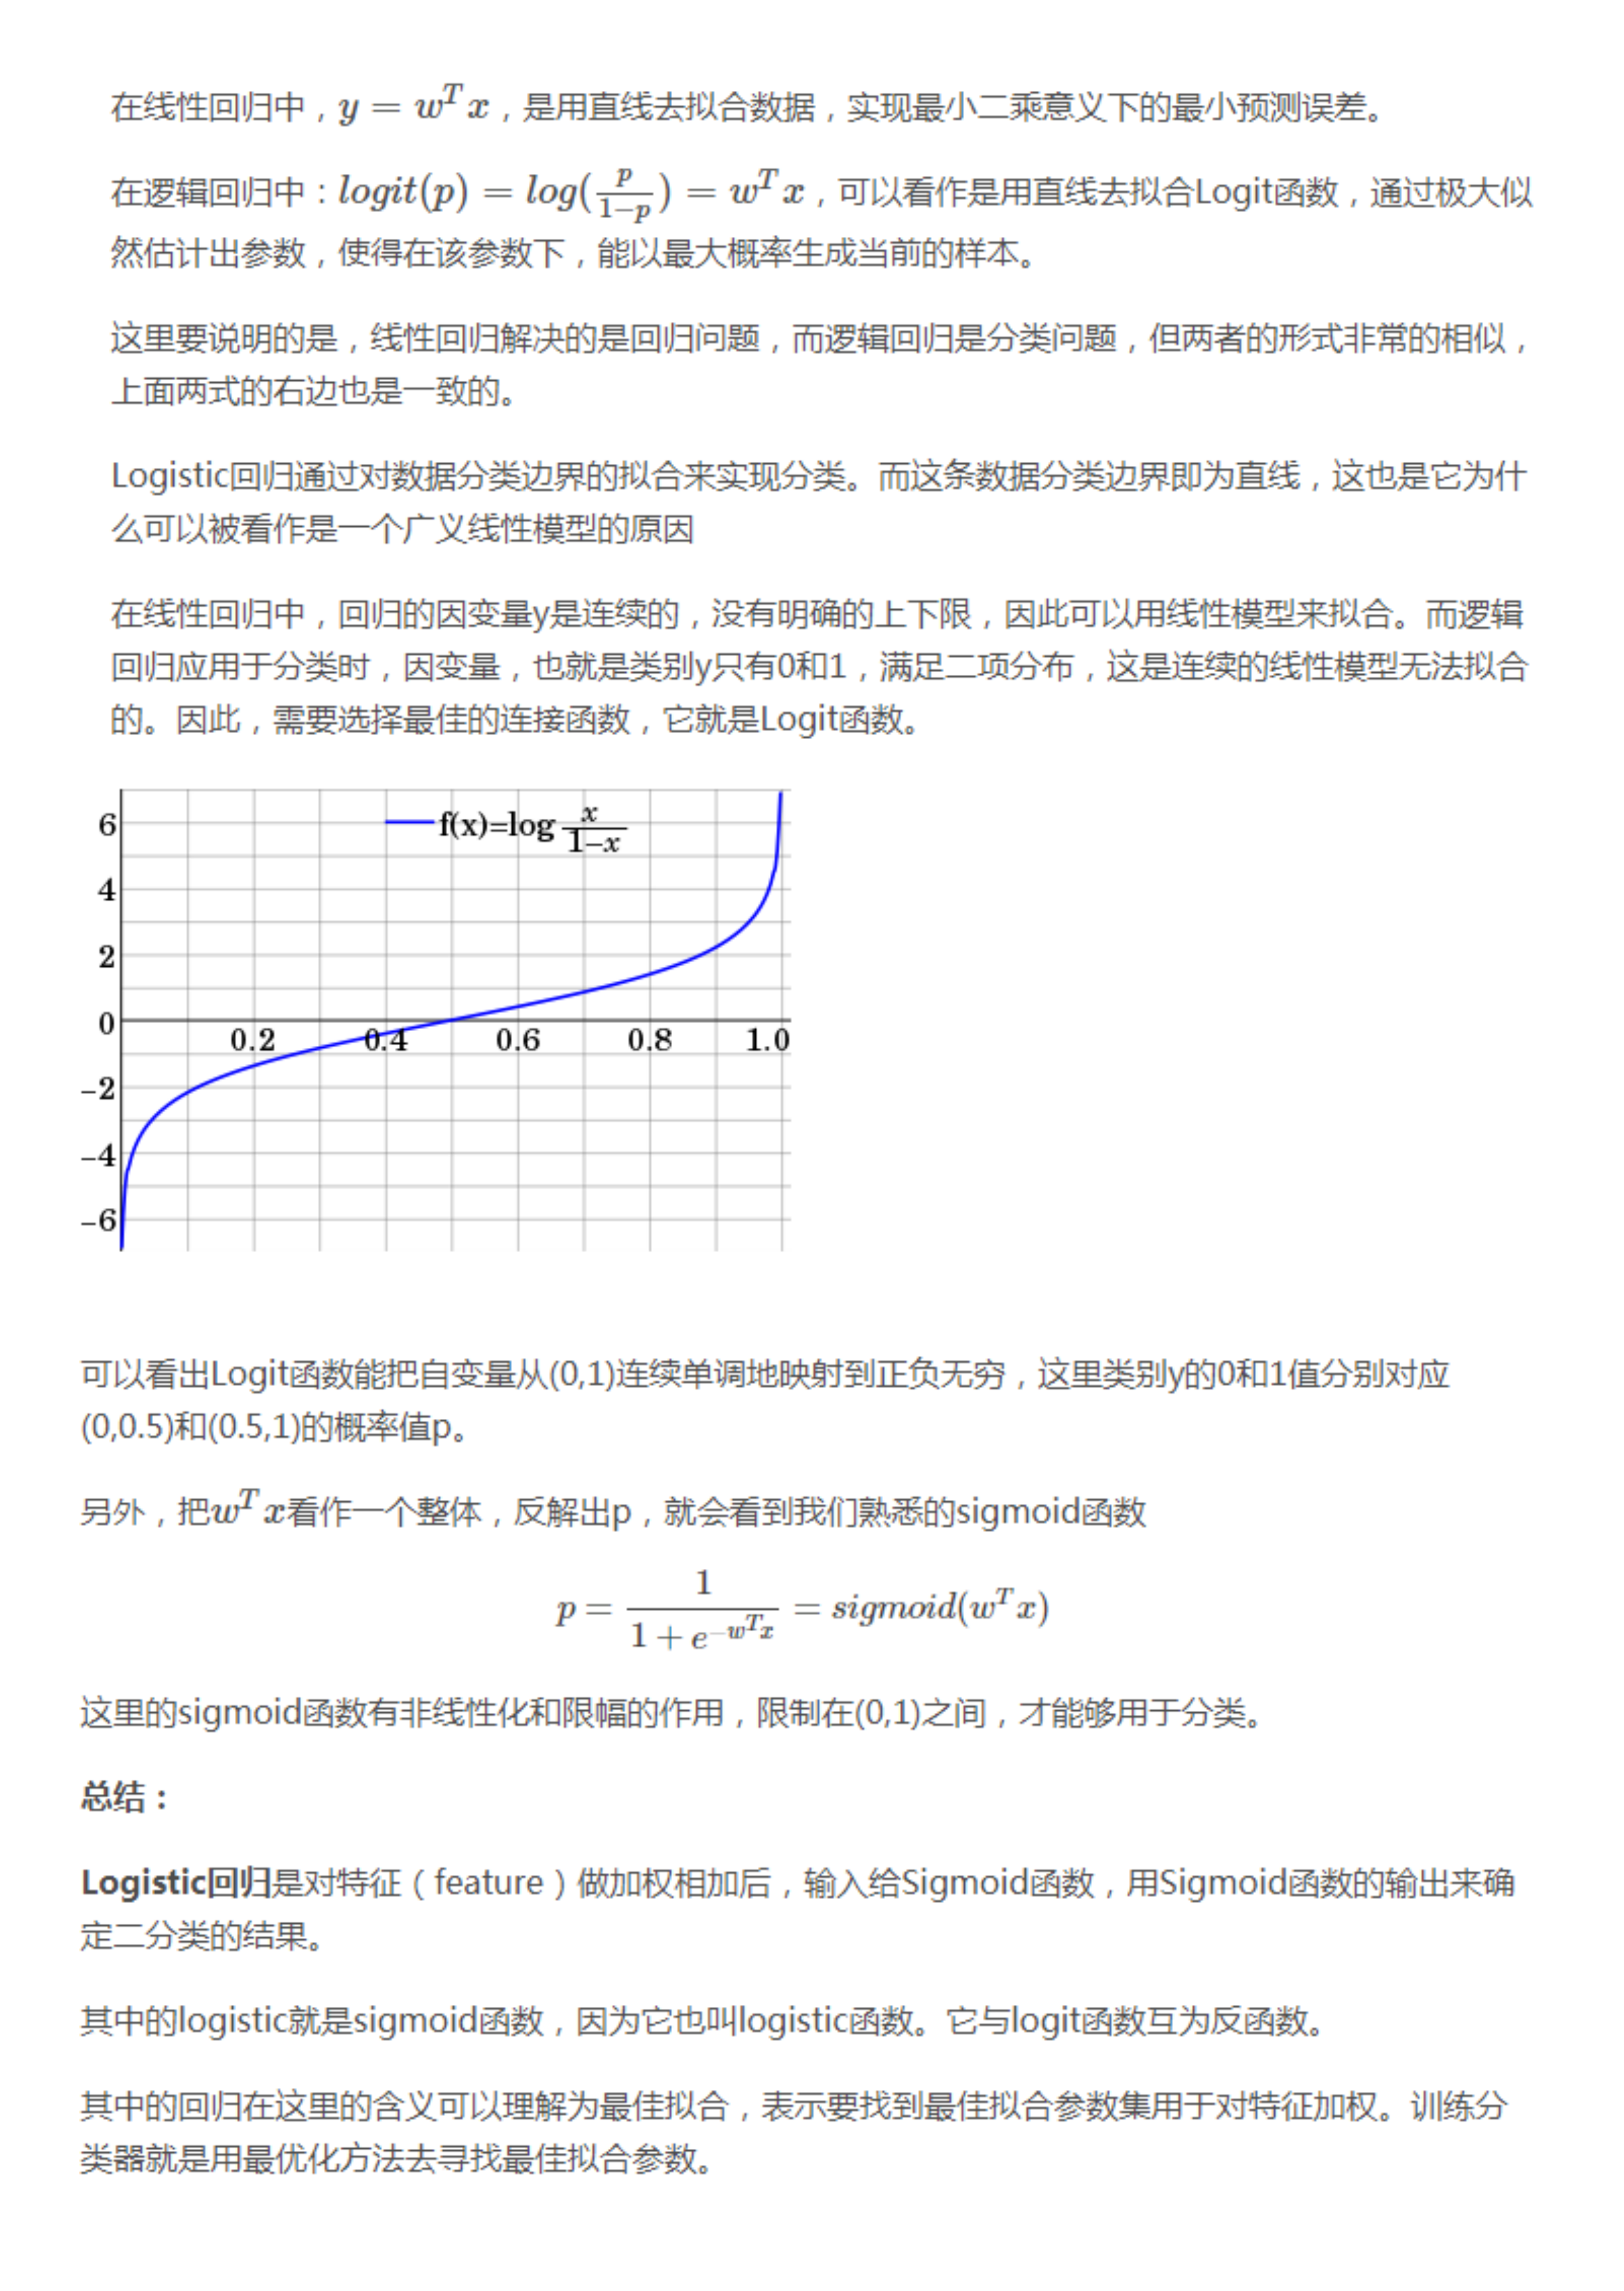 在线性回归中，y = w^T x，是用直线去拟合数据，实现最小二乘意义下的最小预测误差。
在逻辑回归中：logit(p) = log(p/(1−p)) = w^T x，可以看作是用直线去拟合Logit函数，通过极大似
然估计出参数，使得在该参数下，能以最大概率生成当前的样本。
这里要说明的是，线性回归解决的是回归问题，而逻辑回归是分类问题，但两者的形式非常的相似，
上面两式的右边也是一致的。
Logistic回归通过对数据分类边界的拟合来实现分类。而这条数据分类边界即为直线，这也是它为什
么可以被看作是一个广义线性模型的原因
在线性回归中，回归的因变量y是连续的，没有明确的上下限，因此可以用线性模型来拟合。而逻辑
回归应用于分类时，因变量，也就是类别y只有0和1，满足二项分布，这是连续的线性模型无法拟合
的。因此，需要选择最佳的连接函数，它就是Logit函数。
f(x)=log x/(1−x)
6
4
2
0
0.2 0.4 0.6 0.8 1.0
−2
−4
−6
可以看出Logit函数能把自变量从(0,1)连续单调地映射到正负无穷，这里类别y的0和1值分别对应
(0,0.5)和(0.5,1)的概率值p。
另外，把w^T x看作一个整体，反解出p，就会看到我们熟悉的sigmoid函数
p = 1/(1 + e^{−w^T x}) = sigmoid(w^T x)
这里的sigmoid函数有非线性化和限幅的作用，限制在(0,1)之间，才能够用于分类。
总结：
Logistic回归是对特征（feature）做加权相加后，输入给Sigmoid函数，用Sigmoid函数的输出来确
定二分类的结果。
其中的logistic就是sigmoid函数，因为它也叫logistic函数。它与logit函数互为反函数。
其中的回归在这里的含义可以理解为最佳拟合，表示要找到最佳拟合参数集用于对特征加权。训练分
类器就是用最优化方法去寻找最佳拟合参数。